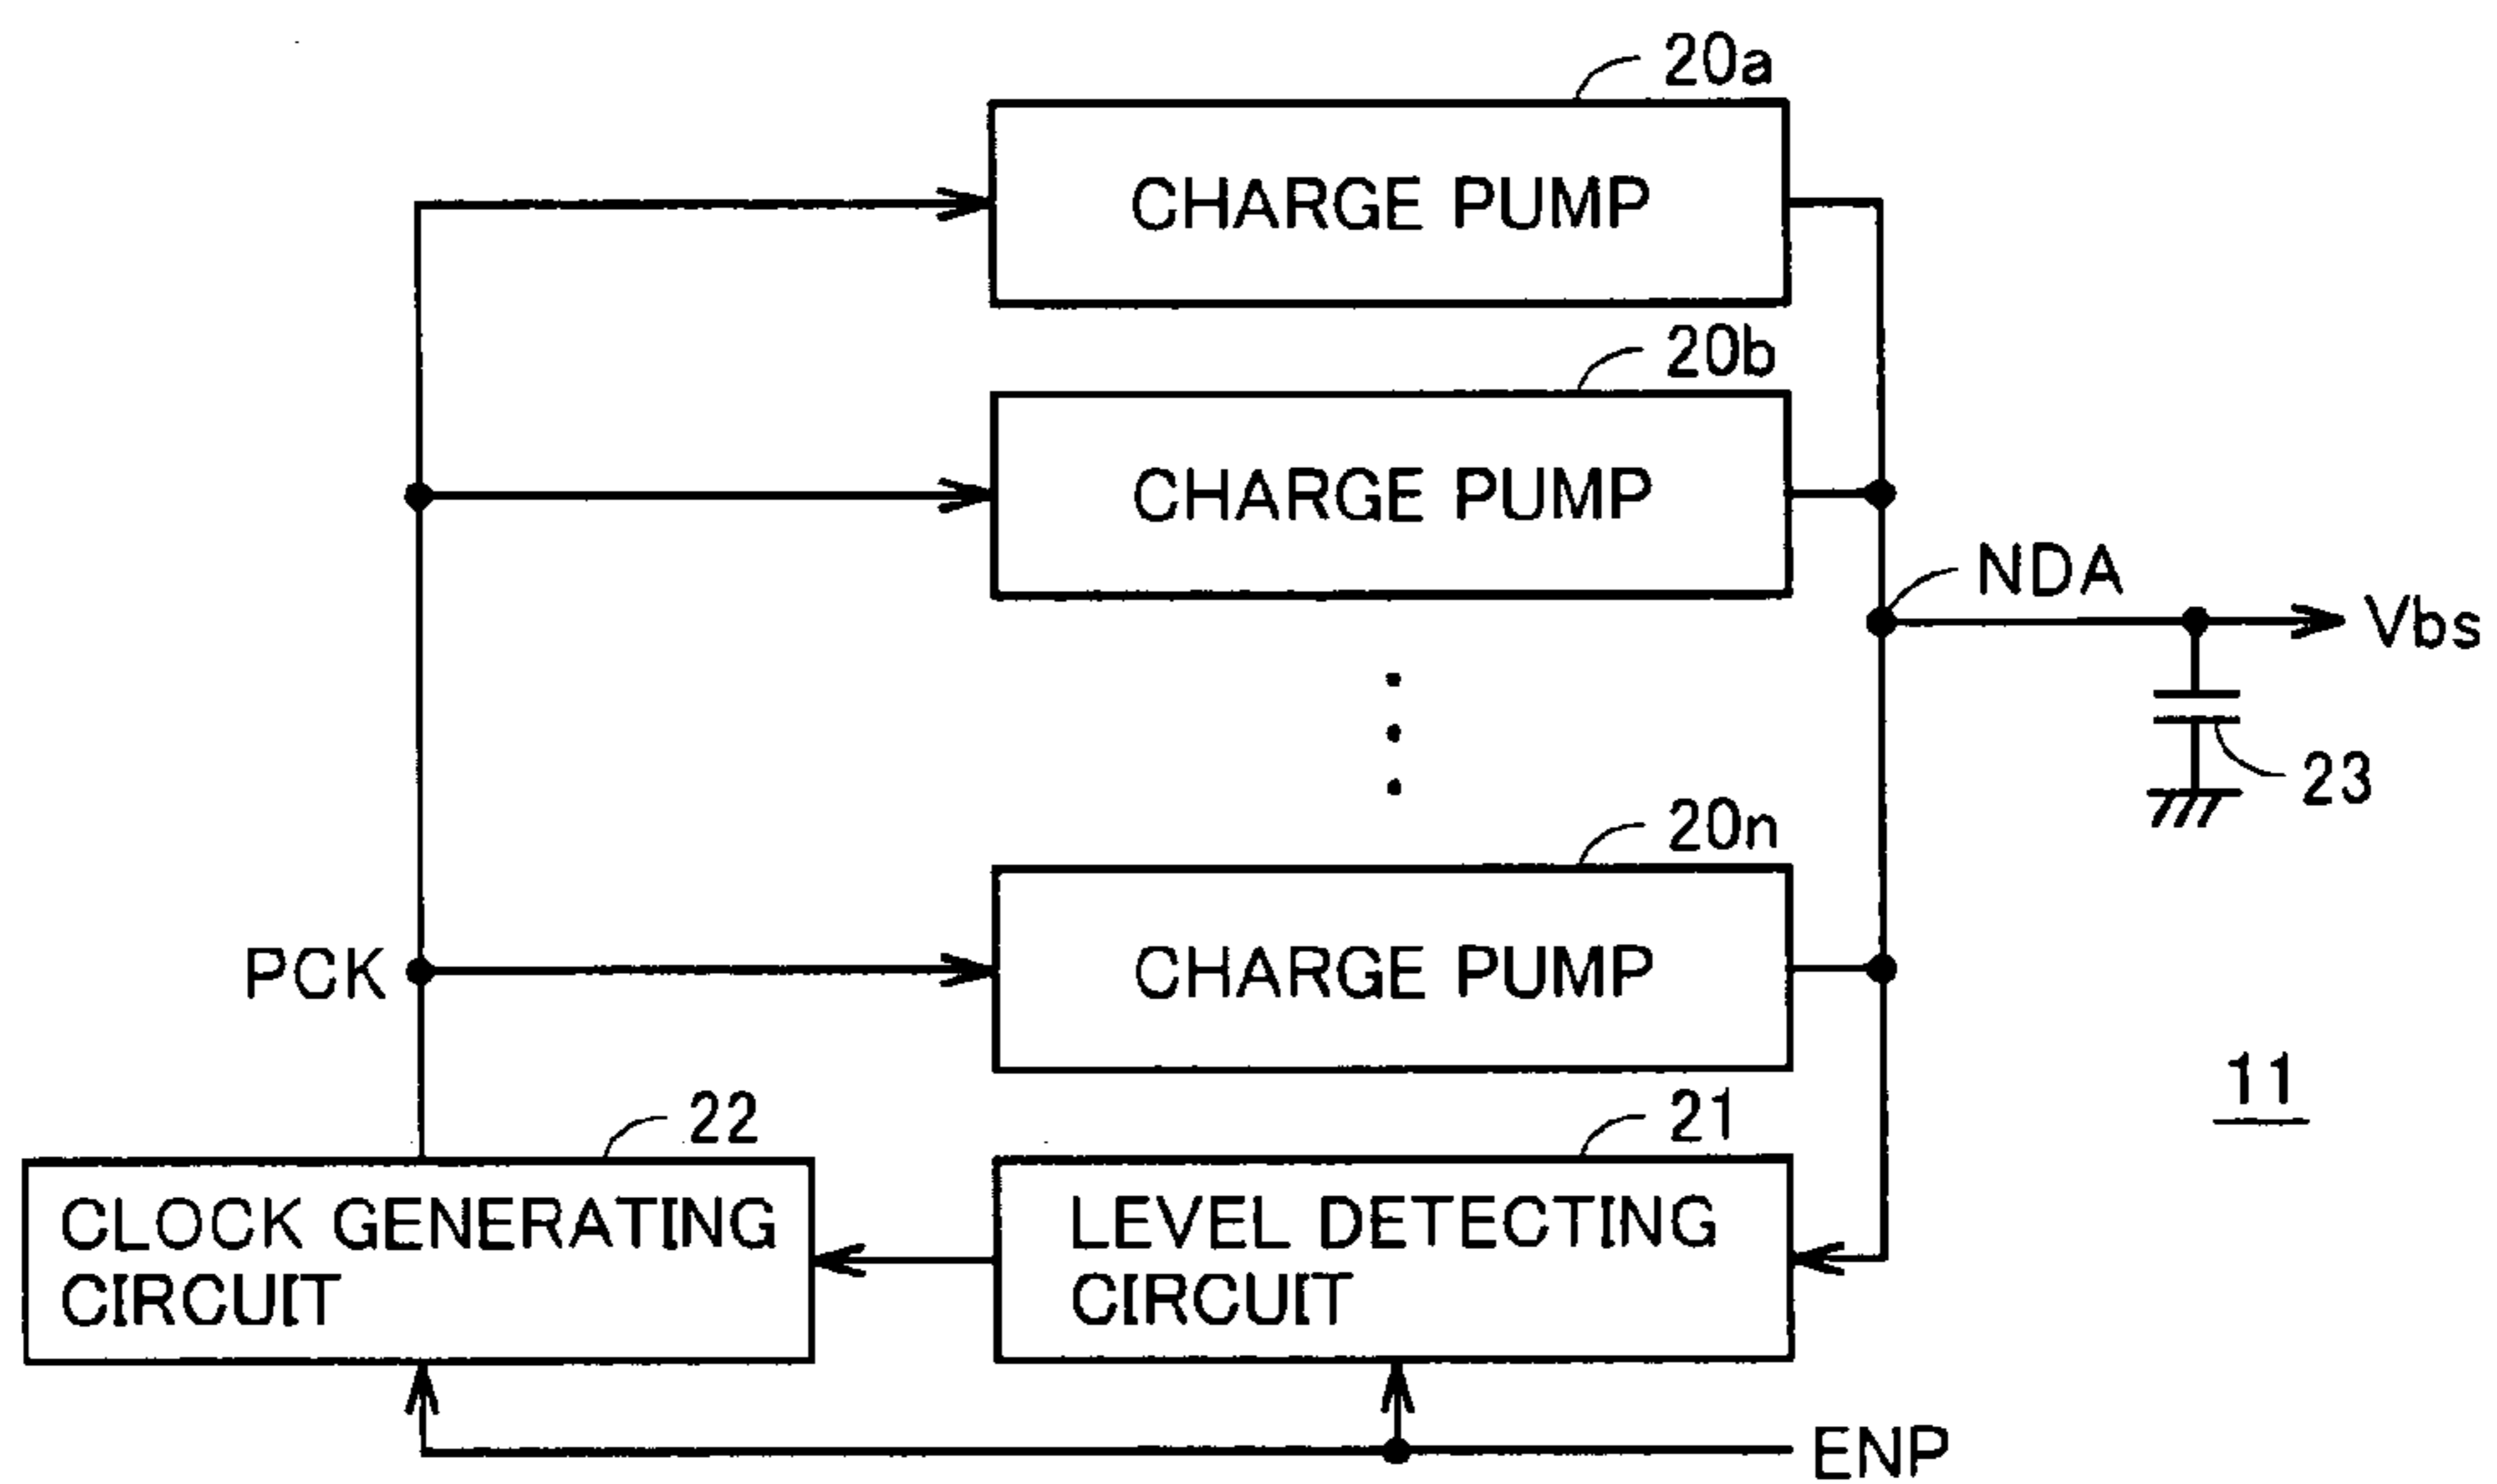 20a
CHARGE PUMP
20b
CHARGE PUMP
NDA
Vbs
23
20n
CHARGE PUMP
PCK
11
22
21
CLOCK GENERATING
CIRCUIT
LEVEL DETECTING
CIRCUIT
ENP